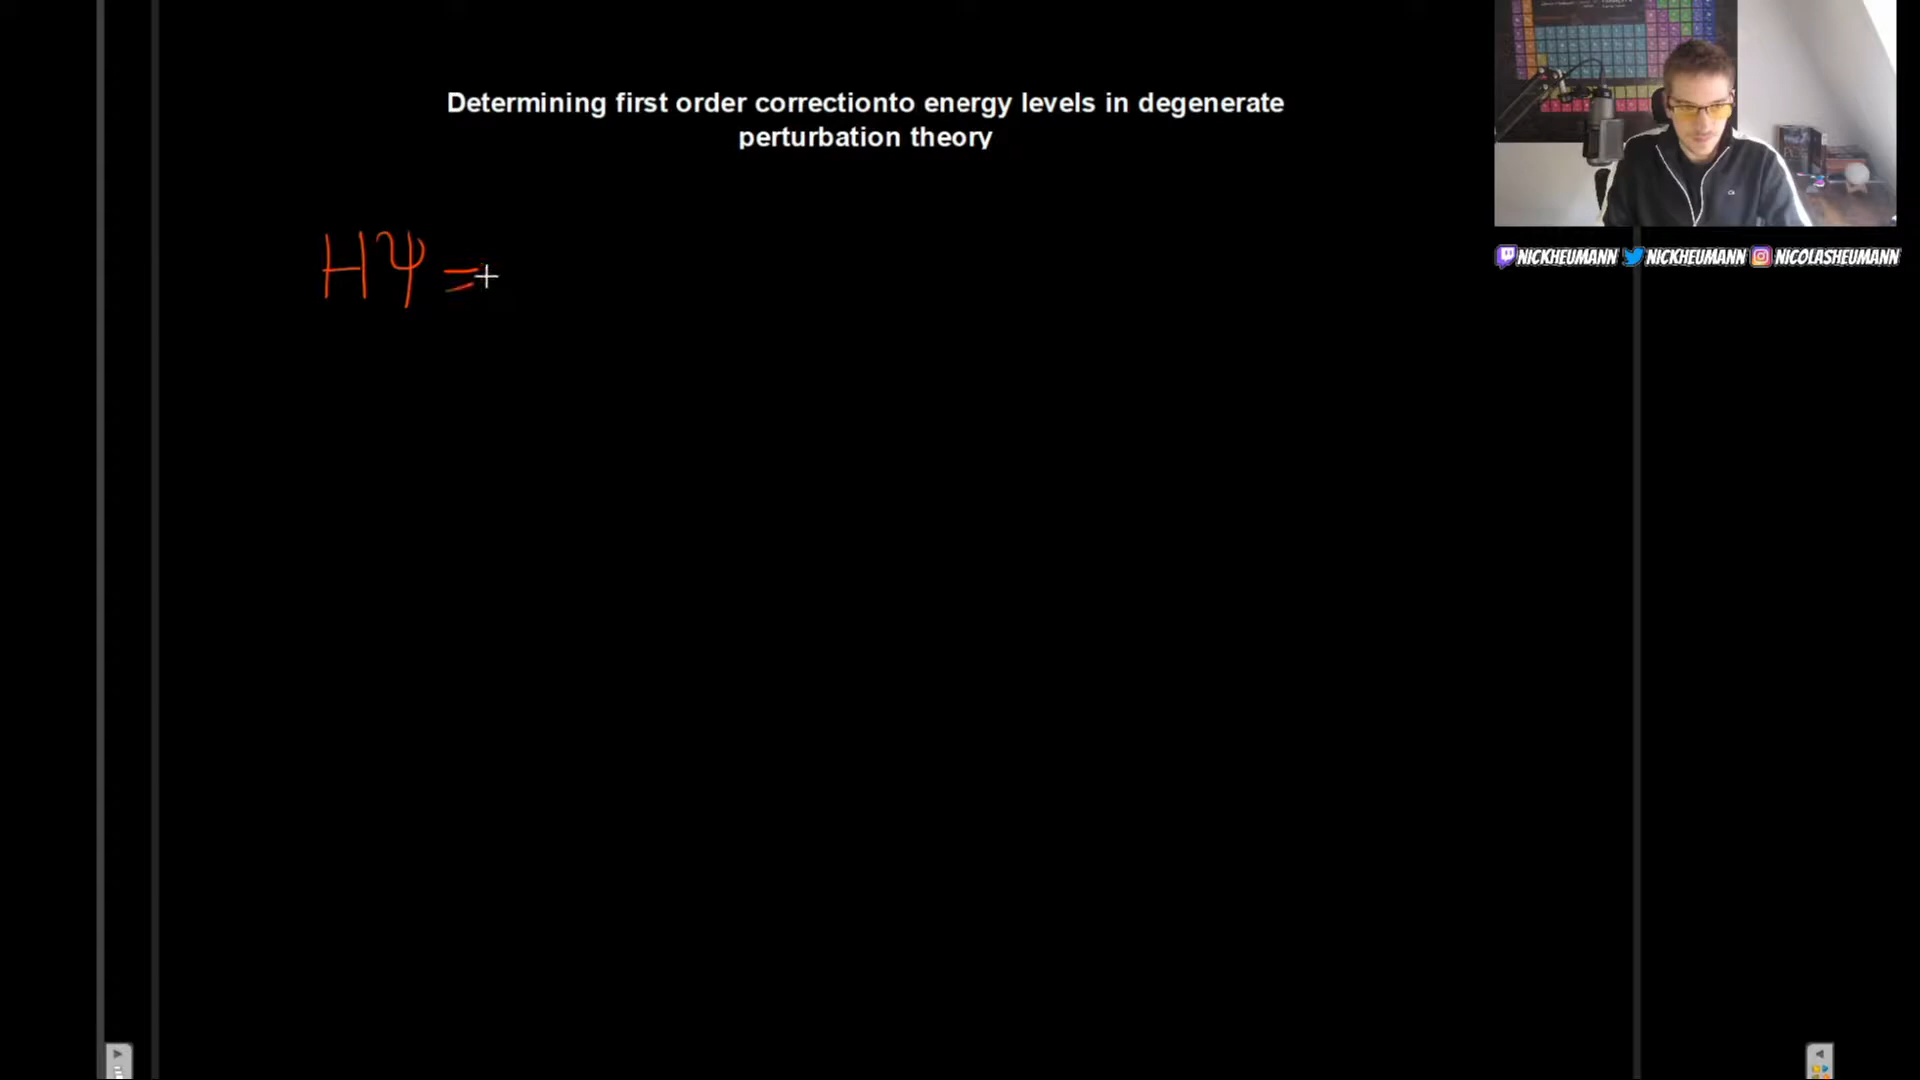 Determining first order correctionto energy levels in degenerate
perturbation theory
HΨ =
NICKHEUMANN NICKHEUMANN NICOLASHEUMANN